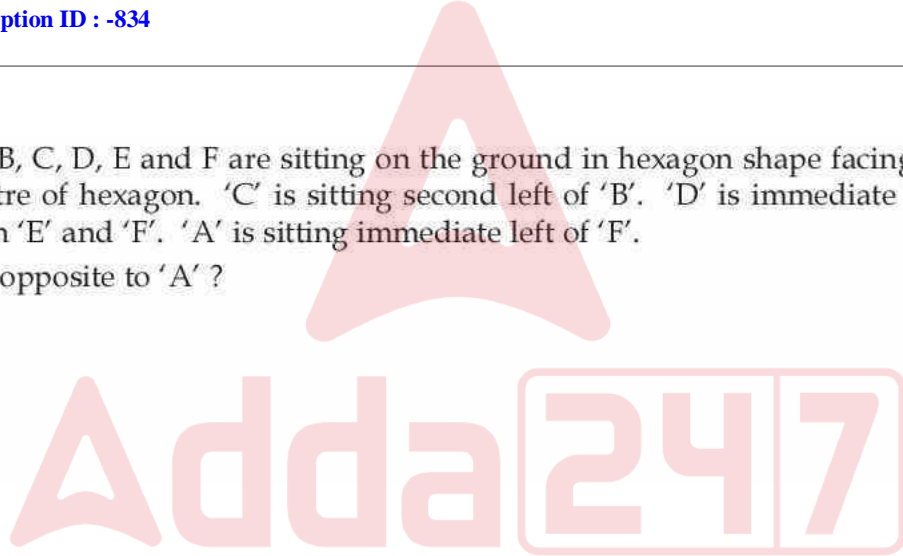 ption ID : -834
B, C, D, E and F are sitting on the ground in hexagon shape facing
tre of hexagon. ‘C’ is sitting second left of ‘B’. ‘D’ is immediate
n ‘E’ and ‘F’. ‘A’ is sitting immediate left of ‘F’.
opposite to ‘A’ ?
Adda247